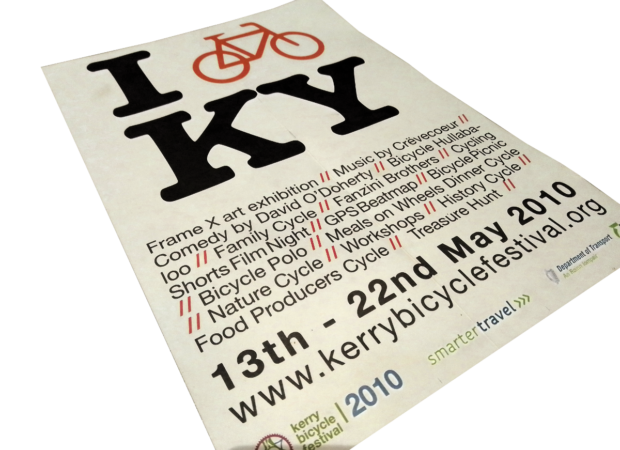 I
KY
Frame X art exhibition // Music by Crëvecoeur //
Comedy by David O'Doherty // Bicycle Hullaba-
loo // Family Cycle // Fanzini Brothers // Cycling
Shorts Film Night // GPS Beatmap // Bicycle Picnic
// Bicycle Polo // Meals on Wheels Dinner Cycle
// Nature Cycle // Workshops // History Cycle //
Food Producers Cycle // Treasure Hunt //
13th - 22nd May 2010
www.kerrybicyclefestival.org
kerry
bicycle
festival
2010
smartertravel›››
Department of Transport